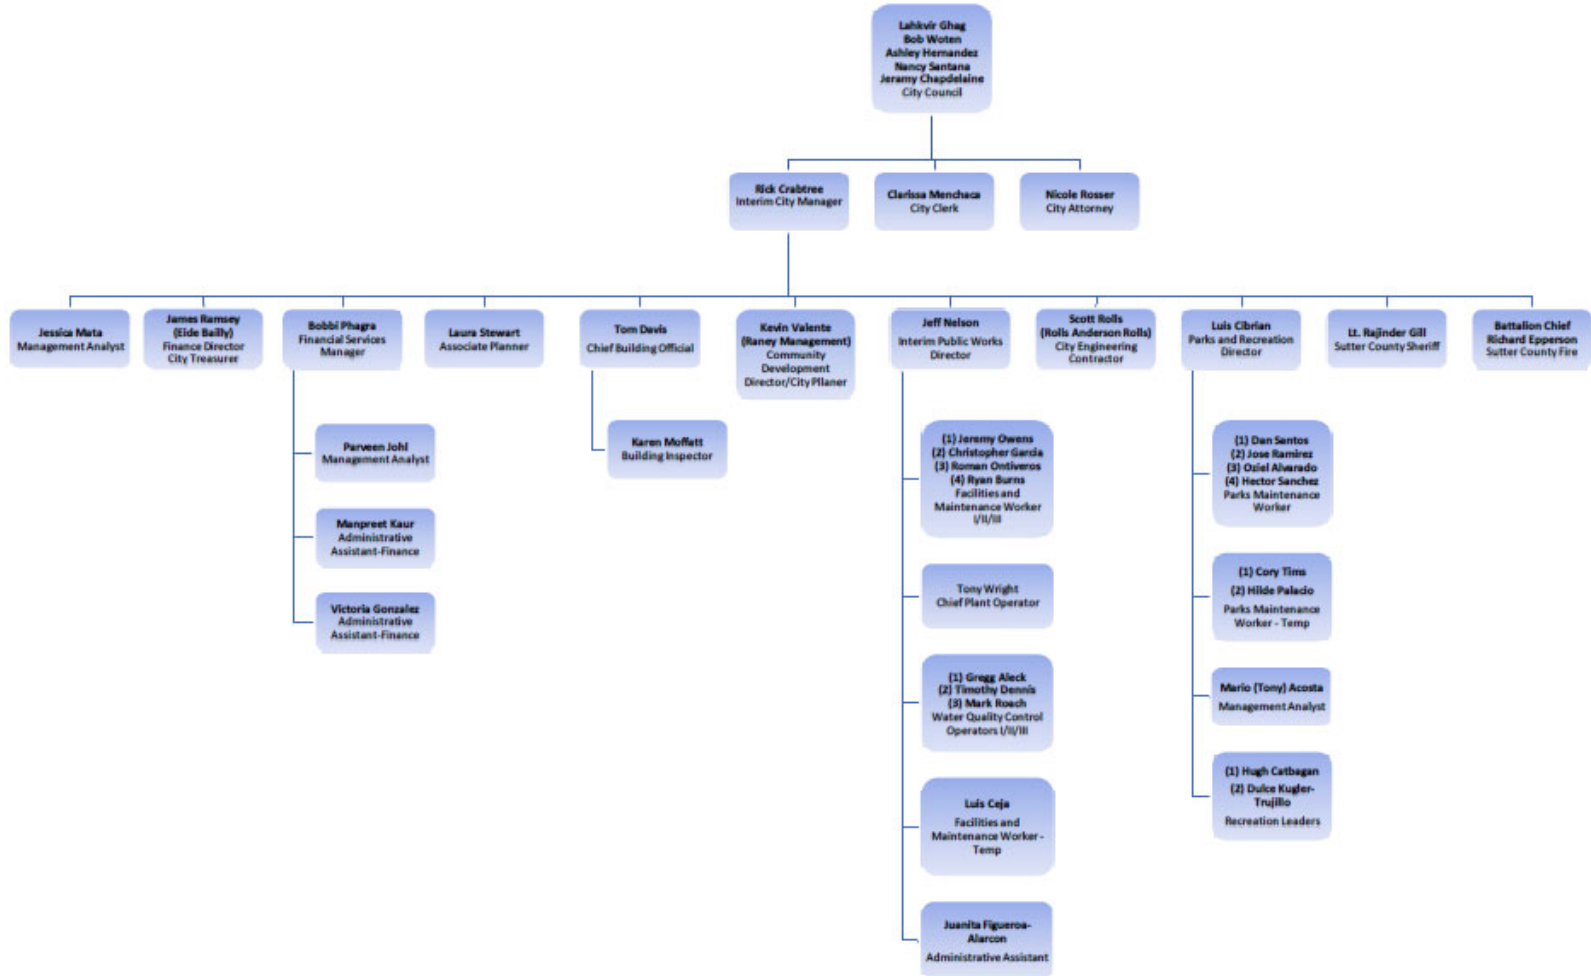 Lahkvir Ghag
Bob Woten
Ashley Hernandez
Nancy Santana
Jeramy Chapdelaine
City Council
Rick Crabtree
Interim City Manager
Clarissa Menchaca
City Clerk
Nicole Rosser
City Attorney
Jessica Mata
Management Analyst
James Ramsey
(Eide Bailly)
Finance Director
City Treasurer
Bobbi Phagra
Financial Services
Manager
Laura Stewart
Associate Planner
Tom Davis
Chief Building Official
Kevin Valente
(Raney Management)
Community
Development
Director/City Pllaner
Jeff Nelson
Interim Public Works
Director
Scott Rolls
(Rolls Anderson Rolls)
City Engineering
Contractor
Luis Cibrian
Parks and Recreation
Director
Lt. Rajinder Gill
Sutter County Sheriff
Battalion Chief
Richard Epperson
Sutter County Fire
Parveen Johl
Management Analyst
Manpreet Kaur
Administrative
Assistant-Finance
Victoria Gonzalez
Administrative
Assistant-Finance
Karen Moffatt
Building Inspector
(1) Jeremy Owens
(2) Christopher Garcia
(3) Roman Ontiveros
(4) Ryan Burns
Facilities and
Maintenance Worker
I/II/III
Tony Wright
Chief Plant Operator
(1) Gregg Aleck
(2) Timothy Dennis
(3) Mark Roach
Water Quality Control
Operators I/II/III
Luis Ceja
Facilities and
Maintenance Worker -
Temp
Juanita Figueroa-
Alarcon
Administrative Assistant
(1) Dan Santos
(2) Jose Ramirez
(3) Oziel Alvarado
(4) Hector Sanchez
Parks Maintenance
Worker
(1) Cory Tims
(2) Hilde Palacio
Parks Maintenance
Worker - Temp
Mario (Tony) Acosta
Management Analyst
(1) Hugh Catbagan
(2) Dulce Kugler-
Trujillo
Recreation Leaders